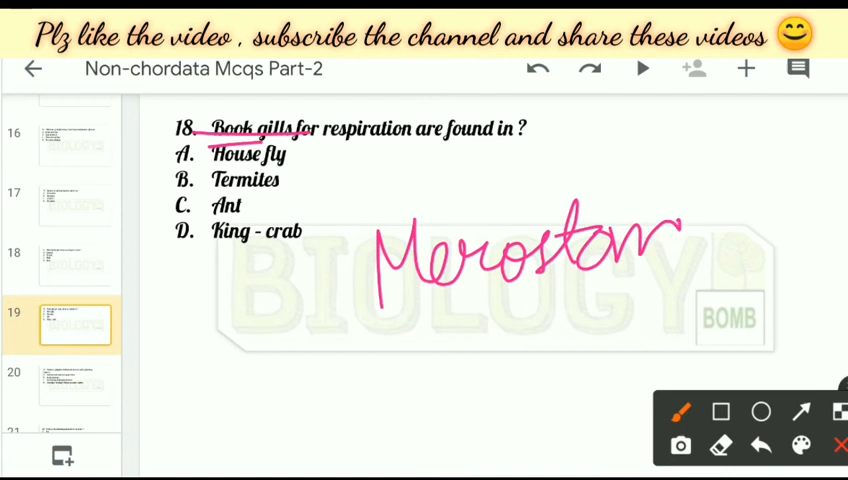 Plz like the video , subscribe the channel and share these videos 😊
Non-chordata Mcqs Part-2
18. Book gills for respiration are found in ?
A. House fly
B. Termites
C. Ant
D. King - crab
Merostom
BIOLOGY
BOMB
16
17
18
19
20